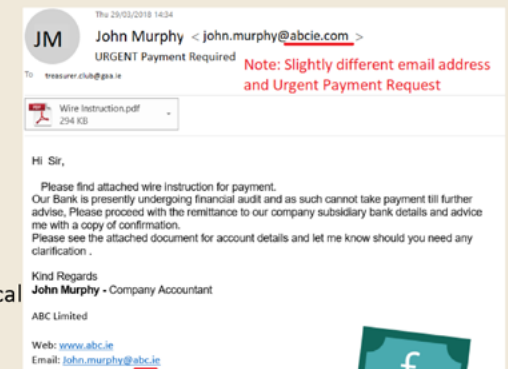 Thu 29/03/2018 14:34
JM
John Murphy < john.murphy@abcie.com >
URGENT Payment Required
Note: Slightly different email address
and Urgent Payment Request
To treasurer.club@gaa.ie
Wire Instruction.pdf
294 KB
Hi Sir,
Please find attached wire instruction for payment.
Our Bank is presently undergoing financial audit and as such cannot take payment till further
advise, Please proceed with the remittance to our company subsidiary bank details and advice
me with a copy of confirmation.
Please see the attached document for account details and let me know should you need any
clarification .
Kind Regards
cal
John Murphy - Company Accountant
ABC Limited
Web: www.abc.ie
Email: John.murphy@abc.ie
£